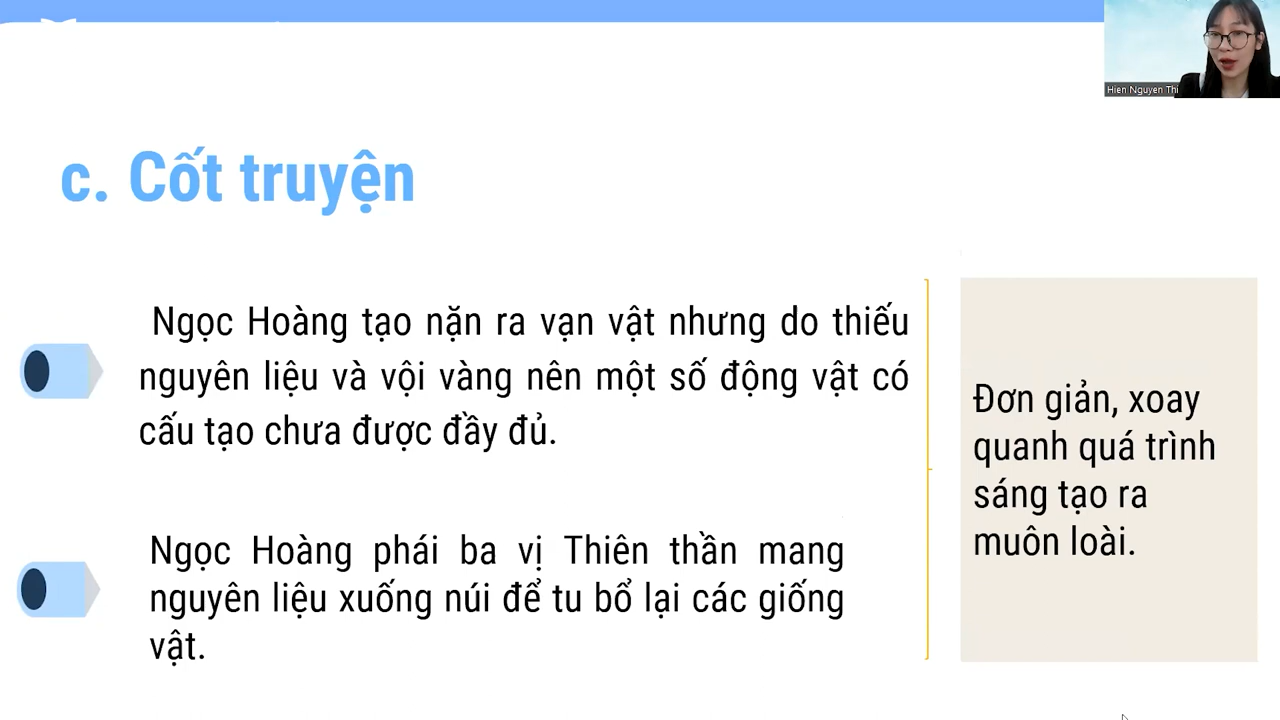 Hien Nguyen Thi
c. Cốt truyện
Ngọc Hoàng tạo nặn ra vạn vật nhưng do thiếu
nguyên liệu và vội vàng nên một số động vật có
cấu tạo chưa được đầy đủ.
Ngọc Hoàng phái ba vị Thiên thần mang
nguyên liệu xuống núi để tu bổ lại các giống
vật.
Đơn giản, xoay
quanh quá trình
sáng tạo ra
muôn loài.